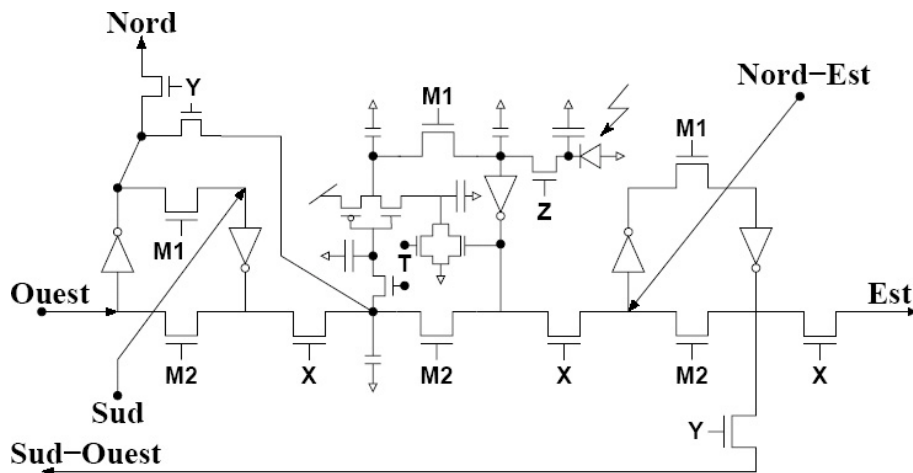 Nord
Y
M1
Nord-Est
M1
Z
M1
T
Ouest
Est
M2
X
M2
X
M2
X
Sud
Y
Sud-Ouest